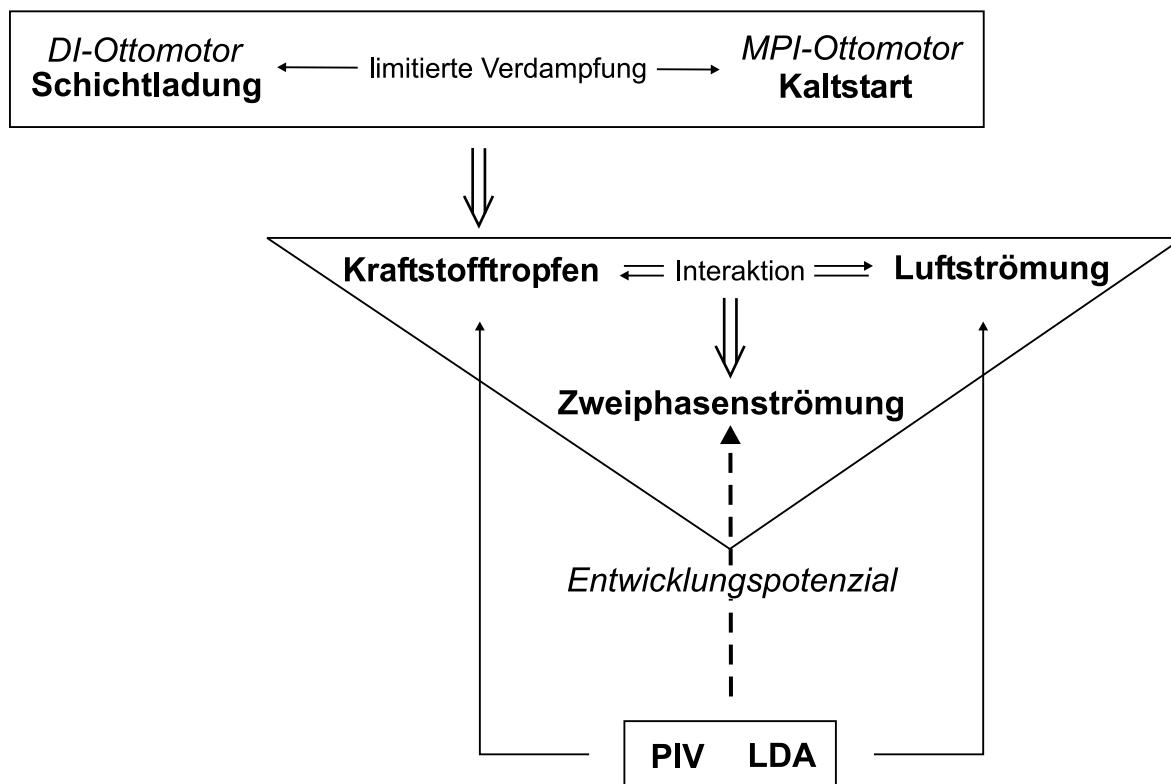 DI-Ottomotor
Schichtladung
limitierte Verdampfung
MPI-Ottomotor
Kaltstart
Kraftstofftropfen
Interaktion
Luftströmung
Zweiphasenströmung
Entwicklungspotenzial
PIV LDA